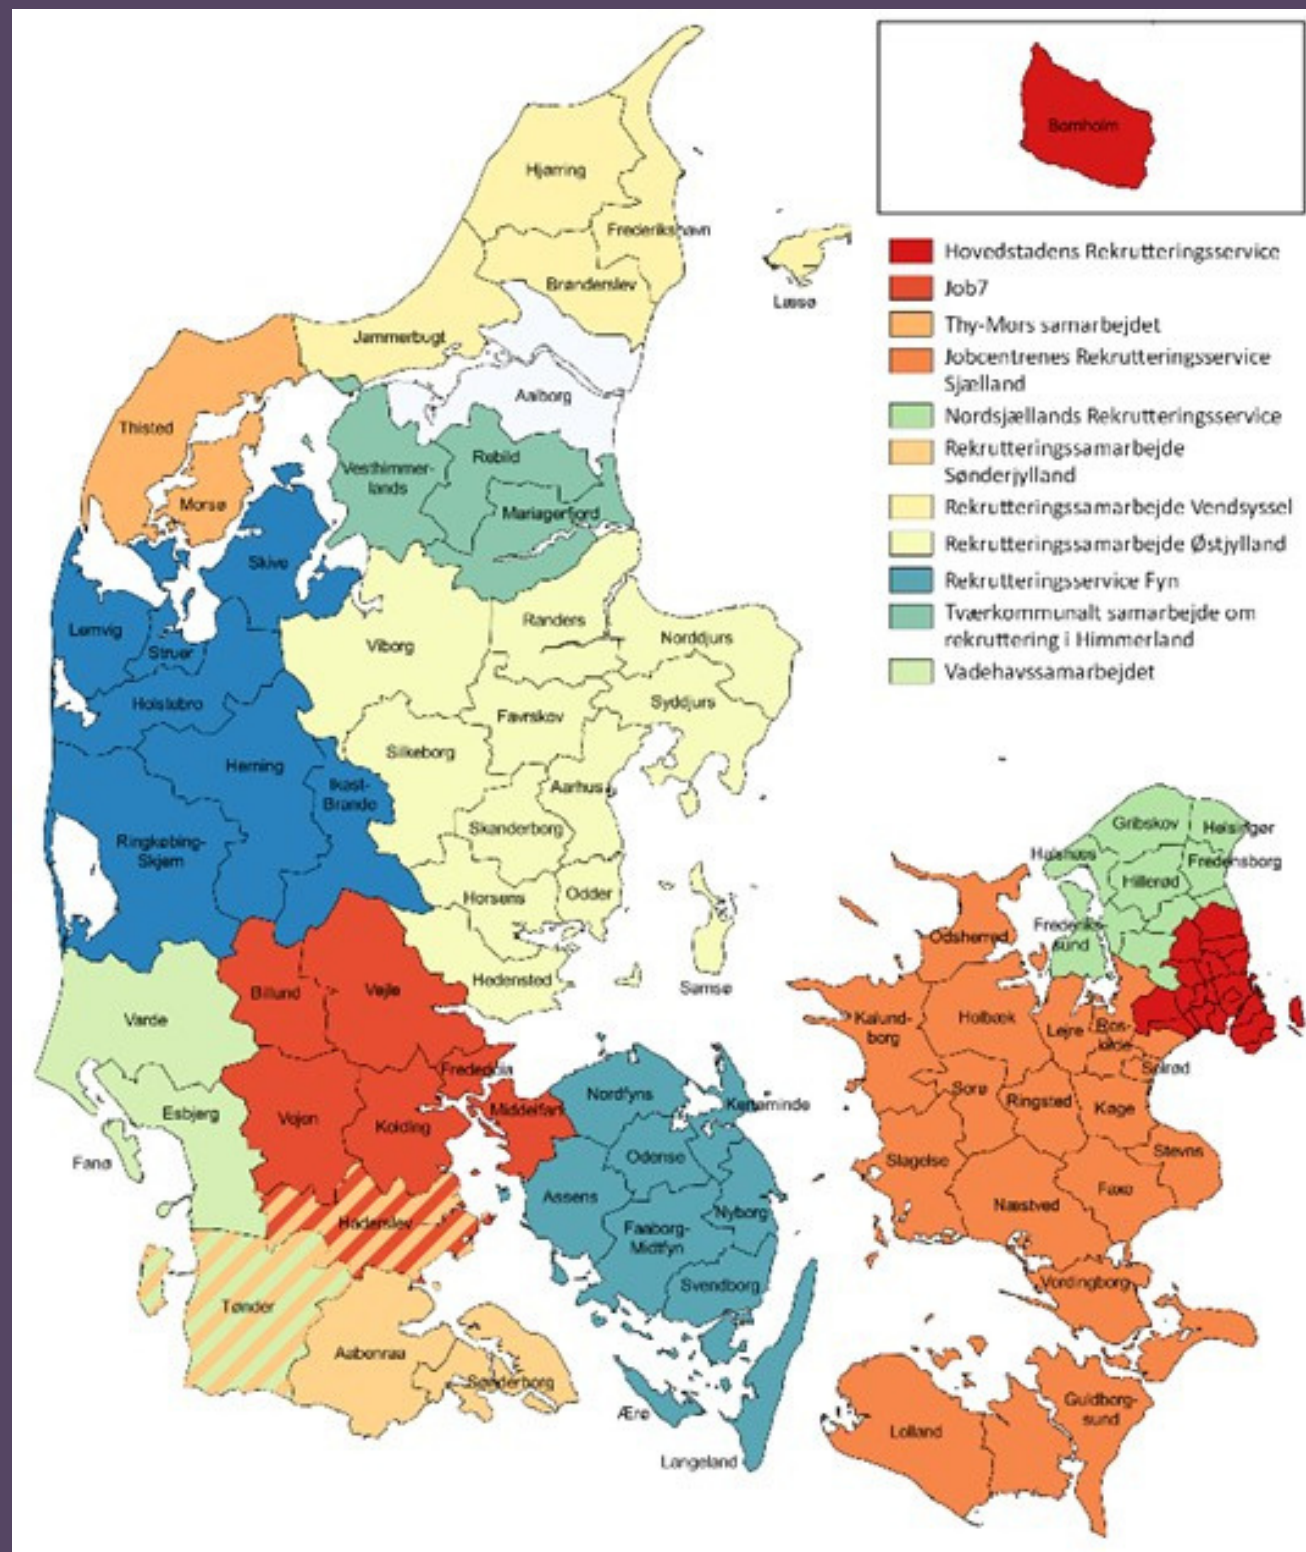 Bornholm
Hovedstadens Rekrutteringsservice
Job7
Thy-Mors samarbejdet
Jobcentrenes Rekrutteringsservice
Sjælland
Nordsjællands Rekrutteringsservice
Rekrutteringssamarbejde
Sønderjylland
Rekrutteringssamarbejde Vendsyssel
Rekrutteringssamarbejde Østjylland
Rekrutteringsservice Fyn
Tværkommunalt samarbejde om
rekruttering i Himmerland
Vadehavssamarbejdet
Hjørring
Frederikshavn
Brønderslev
Læsø
Jammerbugt
Aalborg
Thisted
Morsø
Vesthimmer-
lands
Rebild
Mariagerfjord
Skive
Lemvig
Struer
Holstebro
Viborg
Randers
Norddjurs
Syddjurs
Favrskov
Silkeborg
Herning
Ikast-
Brande
Aarhus
Skanderborg
Ringkøbing-
Skjern
Horsens
Odder
Hedensted
Samsø
Billund
Vejle
Varde
Fredericia
Esbjerg
Vejen
Kolding
Middelfart
Fanø
Haderslev
Tønder
Aabenraa
Sønderborg
Nordfyns
Kerteminde
Odense
Assens
Nyborg
Faaborg-
Midtfyn
Svendborg
Ærø
Langeland
Gribskov
Helsingør
Halsnæs
Fredensborg
Hillerød
Frederiks-
sund
Odsherred
Kalund-
borg
Holbæk
Lejre
Ros-
kilde
Solrød
Sorø
Ringsted
Køge
Slagelse
Stevns
Næstved
Faxe
Vordingborg
Lolland
Guldborg-
sund